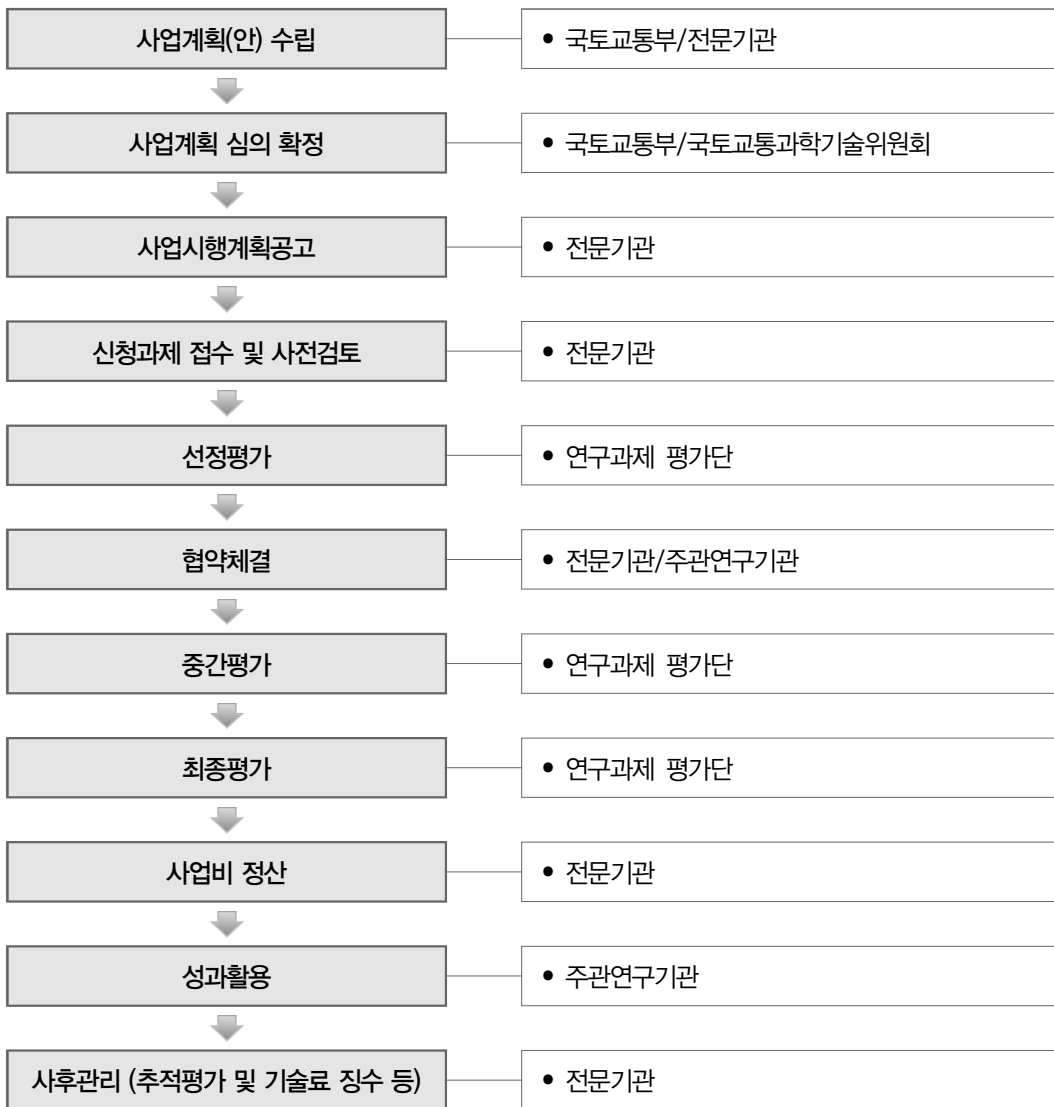 사업계획(안) 수립
• 국토교통부/전문기관
사업계획 심의 확정
• 국토교통부/국토교통과학기술위원회
사업시행계획공고
• 전문기관
신청과제 접수 및 사전검토
• 전문기관
선정평가
• 연구과제 평가단
협약체결
• 전문기관/주관연구기관
중간평가
• 연구과제 평가단
최종평가
• 연구과제 평가단
사업비 정산
• 전문기관
성과활용
• 주관연구기관
사후관리 (추적평가 및 기술료 징수 등)
• 전문기관